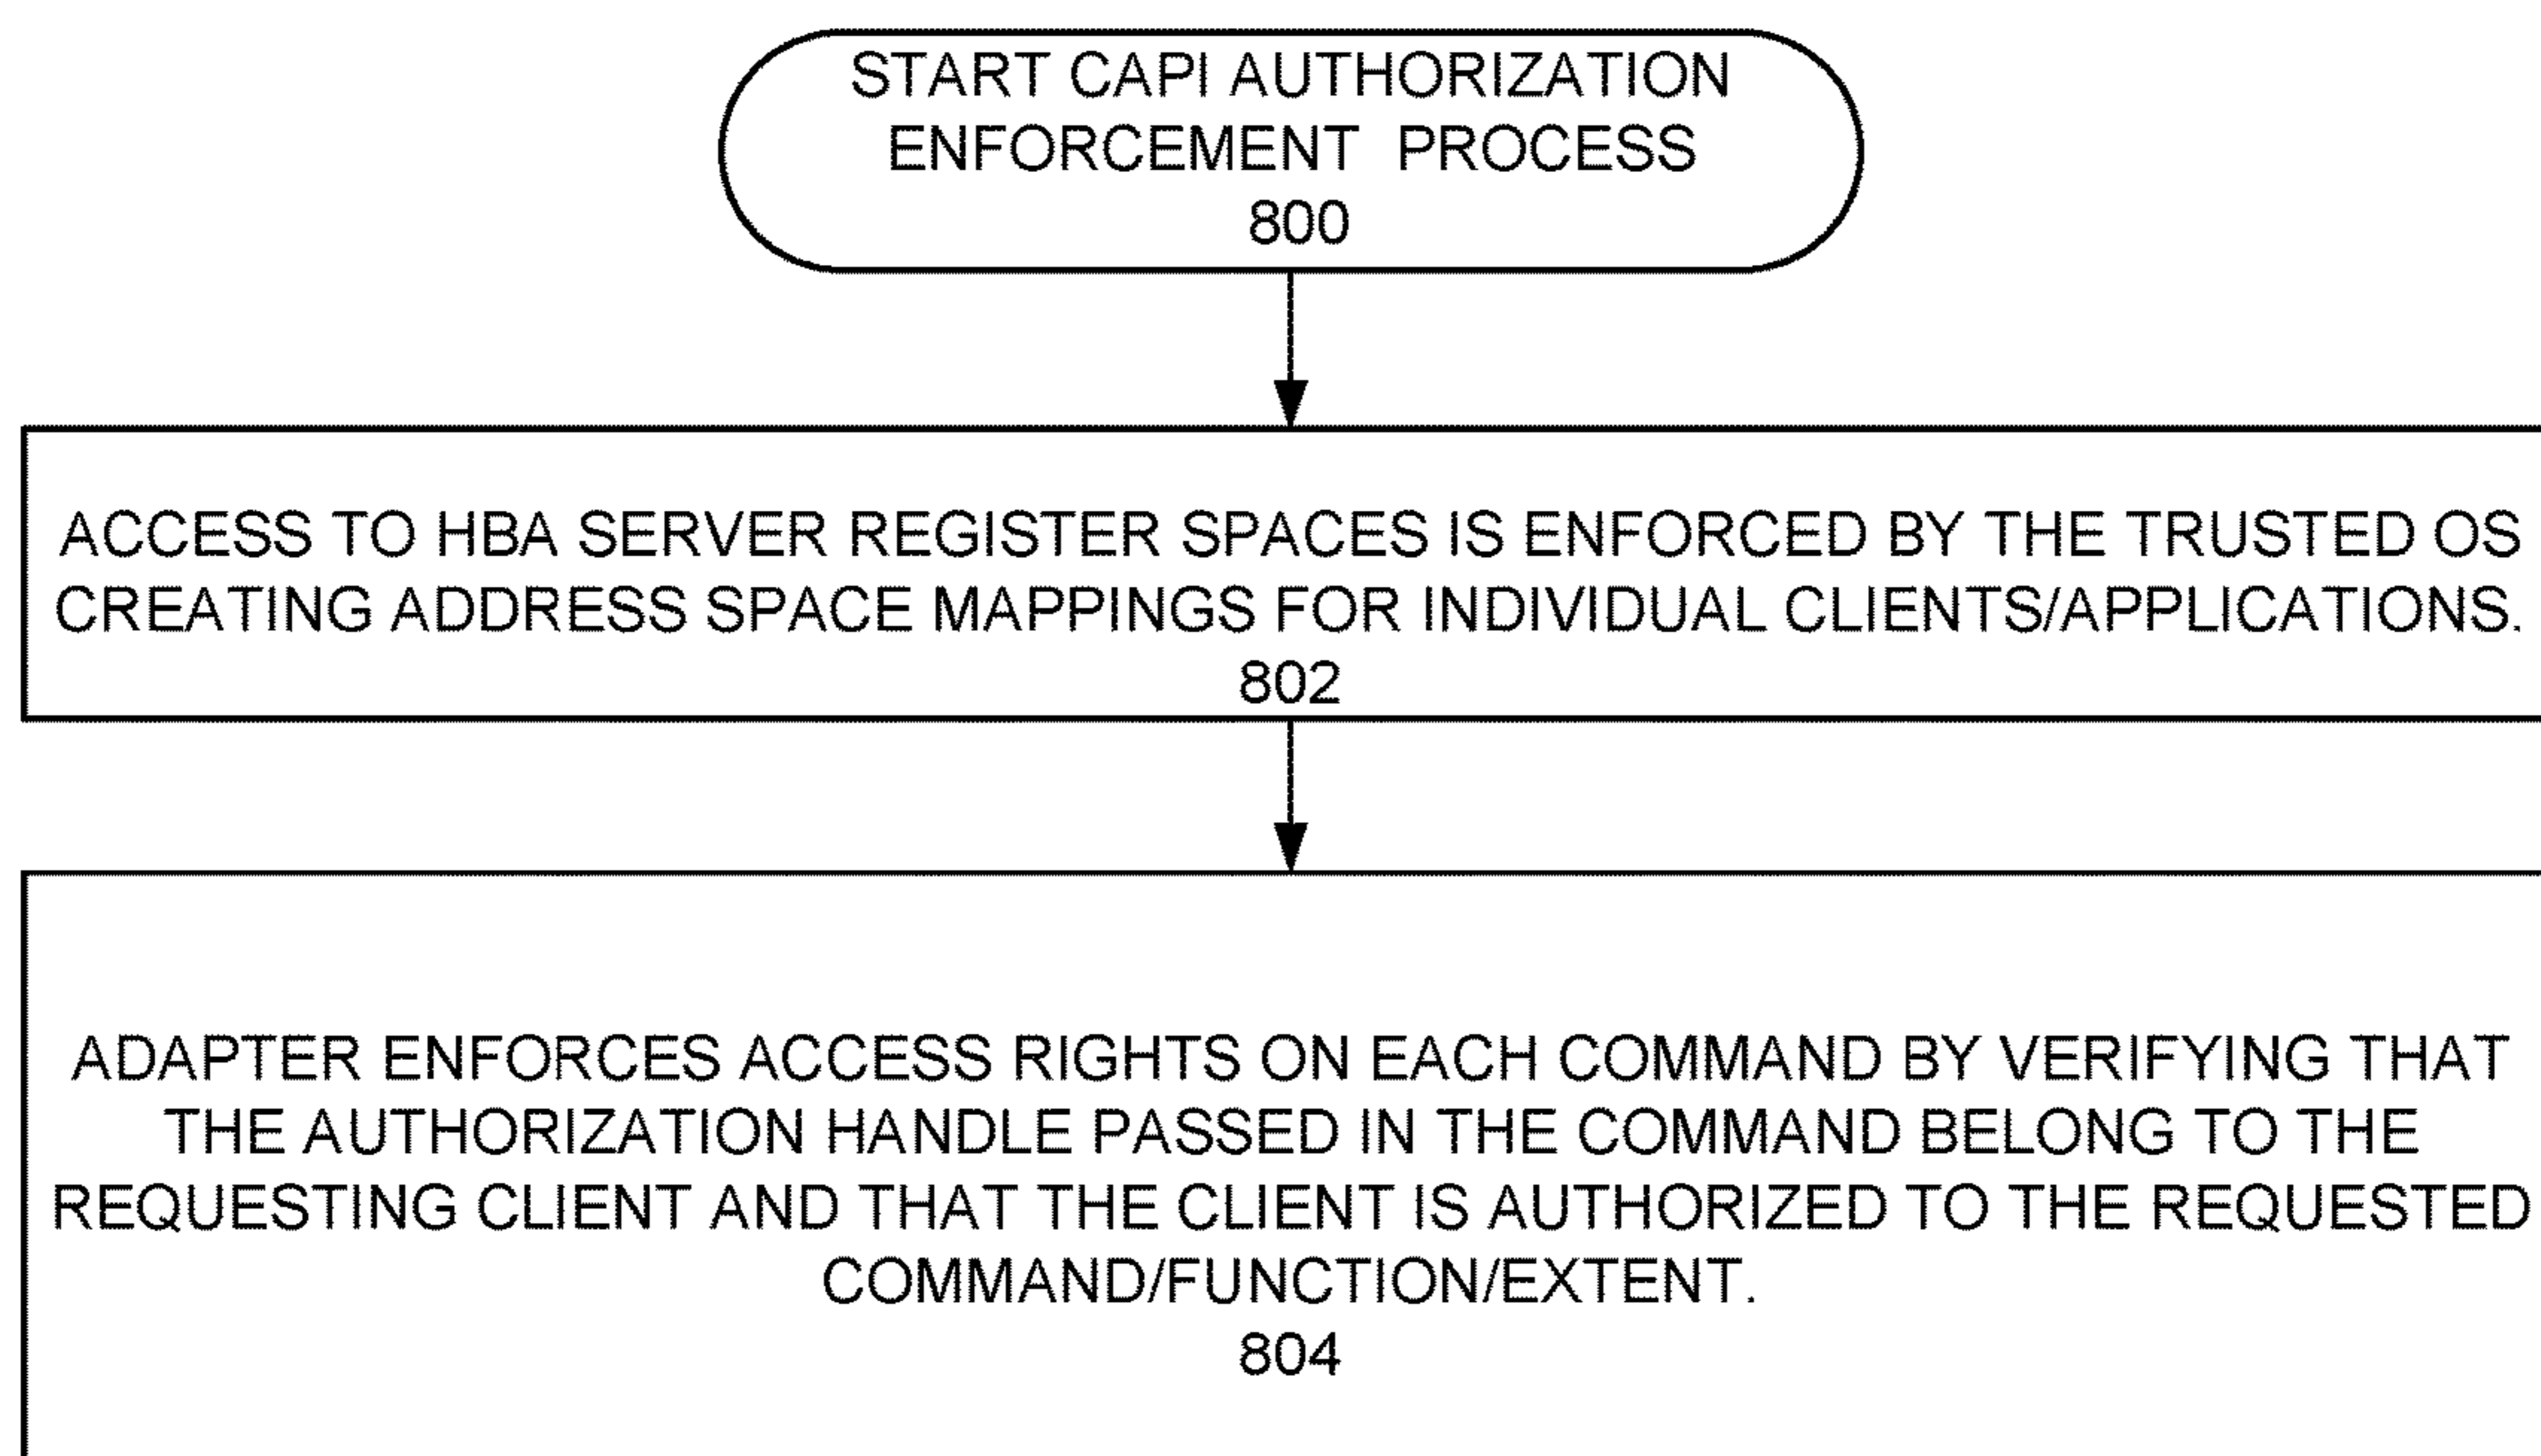 START CAPI AUTHORIZATION
ENFORCEMENT PROCESS
800
ACCESS TO HBA SERVER REGISTER SPACES IS ENFORCED BY THE TRUSTED OS
CREATING ADDRESS SPACE MAPPINGS FOR INDIVIDUAL CLIENTS/APPLICATIONS.
802
ADAPTER ENFORCES ACCESS RIGHTS ON EACH COMMAND BY VERIFYING THAT
THE AUTHORIZATION HANDLE PASSED IN THE COMMAND BELONG TO THE
REQUESTING CLIENT AND THAT THE CLIENT IS AUTHORIZED TO THE REQUESTED
COMMAND/FUNCTION/EXTENT.
804